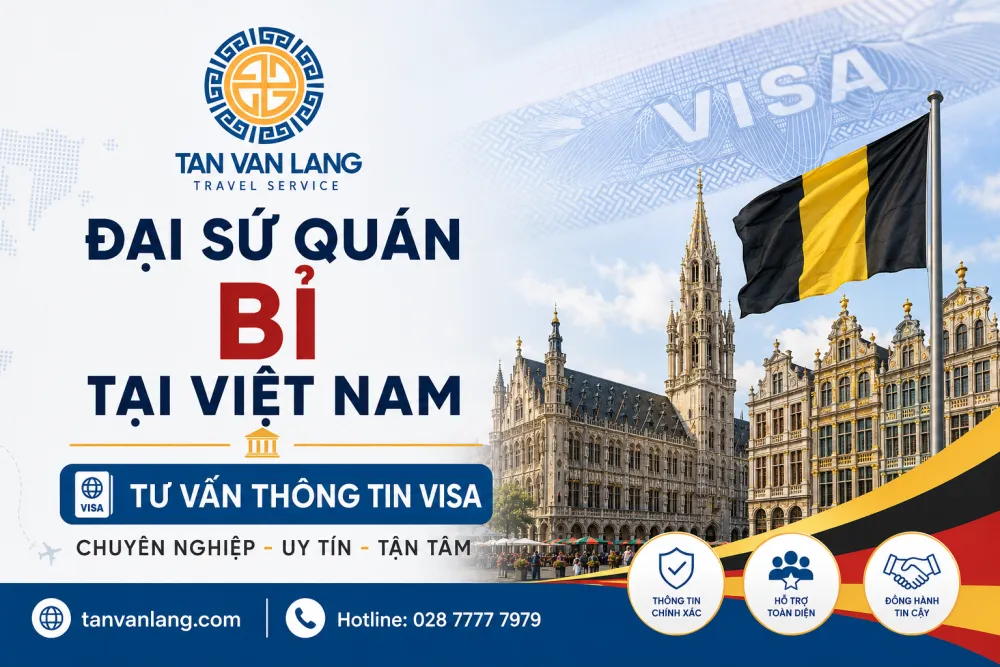 VISA
TAN VAN LANG
TRAVEL SERVICE
ĐẠI SỨ QUÁN
BỈ
TẠI VIỆT NAM
VISA
TƯ VẤN THÔNG TIN VISA
CHUYÊN NGHIỆP - UY TÍN - TẬN TÂM
THÔNG TIN
CHÍNH XÁC
HỖ TRỢ
TOÀN DIỆN
ĐỒNG HÀNH
TIN CẬY
tanvanlang.com
Hotline: 028 7777 7979